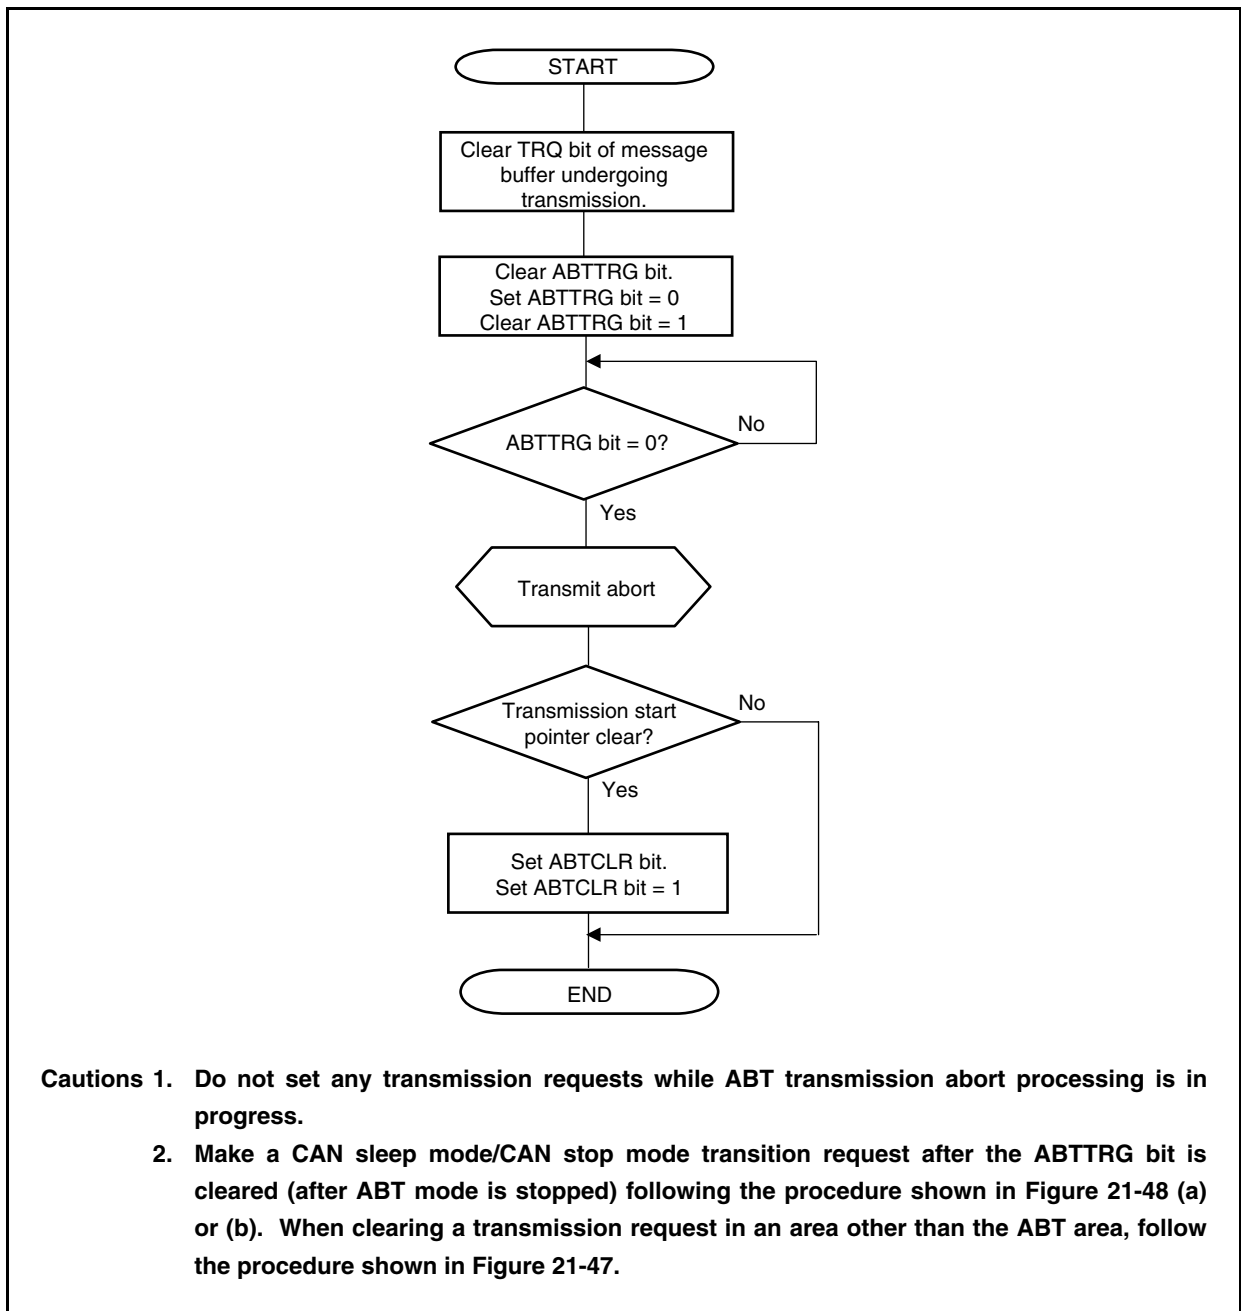 START
Clear TRQ bit of message
buffer undergoing
transmission.
Clear ABTTRG bit.
Set ABTTRG bit = 0
Clear ABTTRG bit = 1
ABTTRG bit = 0?
No
Yes
Transmit abort
Transmission start
pointer clear?
No
Yes
Set ABTCLR bit.
Set ABTCLR bit = 1
END
Cautions 1. Do not set any transmission requests while ABT transmission abort processing is in
progress.
2. Make a CAN sleep mode/CAN stop mode transition request after the ABTTRG bit is
cleared (after ABT mode is stopped) following the procedure shown in Figure 21-48 (a)
or (b). When clearing a transmission request in an area other than the ABT area, follow
the procedure shown in Figure 21-47.